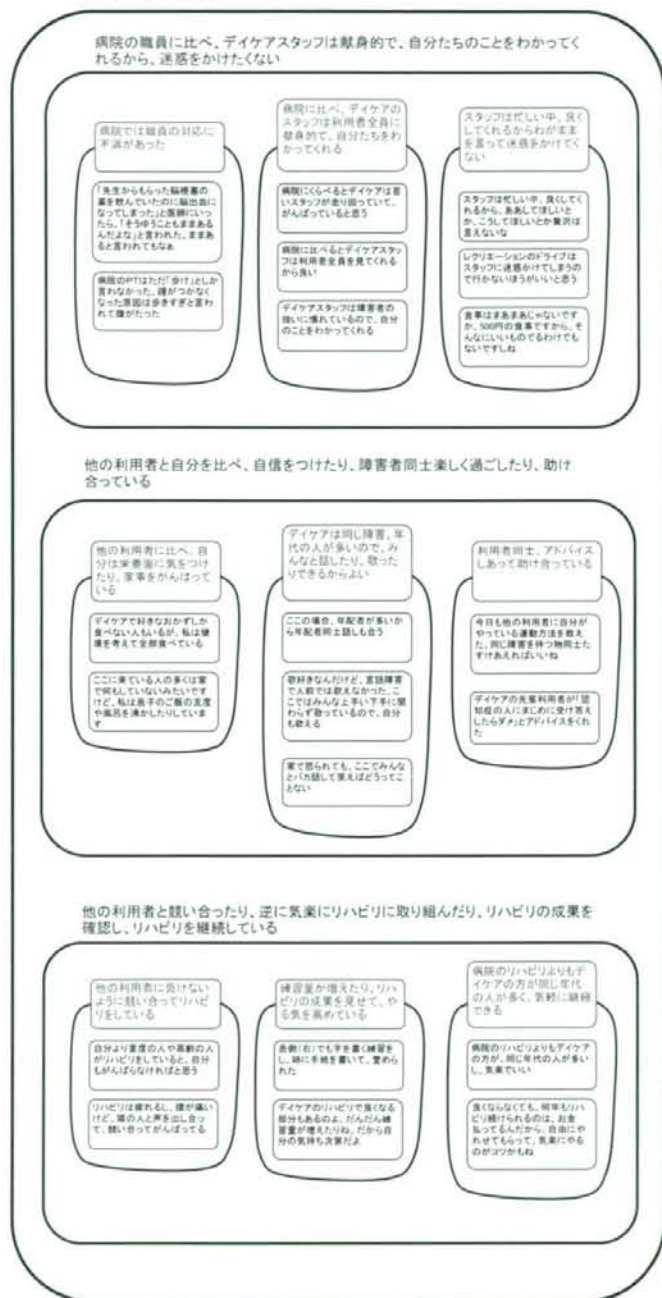 病院の職員に比べ、デイケアスタッフは献身的で、自分たちのことをわかってく
れるから、迷惑をかけたくない
病院では職員の対応に
不満があった
「先生からもらった脳梗塞の
薬を飲んでいたのに脳出血に
なってしまった」と医師にいっ
たら、「そうゆうこともままある
んだよな」と言われた、ままあ
ると言われてもなぁ
病院のPTはただ「歩け」としか
言わなかった、踵がつかなく
なった原因は歩きすぎと言わ
れて腹がたった
病院に比べ、デイケアの
スタッフは利用者全員に
献身的で、自分たちをわ
かってくれる
病院にくらべるとデイケアは若
いスタッフが走り回っていて、
がんばっていると思う
病院に比べるとデイケアスタッ
フは利用者全員を見てくれる
から良い
デイケアスタッフは障害者の
扱いに慣れているので、自分
のことをわかってくれる
スタッフは忙しい中、良く
してくれるからわがまま
を言って迷惑をかけてく
ない
スタッフは忙しい中、良くしてく
れるから、ああしてほしいと
か、こうしてほしいとか贅沢は
言えないな
レクリエーションのドライブは
スタッフに迷惑かけてしまうの
で行かないほうがいいと思う
食事はまあまあじゃないです
か、500円の食事ですから、そ
んなにいいものでるわけでも
ないですしね
他の利用者と自分を比べ、自信をつけたり、障害者同士楽しく過ごしたり、助け
合っている
他の利用者に比べ、自
分は栄養面に気をつけ
たり、家事をがんばって
いる
デイケアで好きなおかずしか
食べない人もいるが、私は健
康を考えて全部食べている
ここに来ている人の多くは家
で何もしていないみたいです
けど、私は息子のご飯の支度
や風呂を沸かしたりしていま
す
デイケアは同じ障害、年
代の人が多いので、み
んなと話したり、歌った
りできるからよい
ここの場合、年配者が多いか
ら年配者同士話しも合う
歌好きなんだけど、言語障害
で人前では歌えなかった、こ
こではみんな上手い下手に関
わらず歌っているので、自分
も歌える
家で怒られても、ここでみんな
とバカ話して笑えばどうってこ
とない
利用者同士、アドバイス
しあって助け合っている
今日も他の利用者に自分が
やっている運動方法を教え
た、同じ障害を持つ物同士た
すけあえればいいね
デイケアの先輩利用者が「認
知症の人にまじめに受け答え
したらダメ」とアドバイスをくれ
た
他の利用者と競い合ったり、逆に気楽にリハビリに取り組んだり、リハビリの成果を
確認し、リハビリを継続している
他の利用者に負けない
ように競い合ってリハビ
リをしている
自分より重度の人や高齢の人
がリハビリをしていると、自分
もがんばらなければと思う
リハビリは疲れるし、腰が痛い
けど、隣の人と声を出し合っ
て、競い合ってがんばってる
練習量が増えたり、リハ
ビリの成果を見せて、や
る気を高めている
患側(右)でも字を書く練習を
し、時に手紙を書いて、誉めら
れた
デイケアのリハビリで良くなる
部分もあるのよ、だんだん練
習量が増えたりね、だから自
分の気持ち次第だよ
病院のリハビリよりもデ
イケアの方が同じ年代
の人が多く、気軽に継続
できる
病院のリハビリよりもデイケア
の方が、同じ年代の人が多い
し、気楽でいい
良くならなくても、何年もリハ
ビリ続けられるのは、お金
払ってるんだから、自由にや
れせてもらって、気楽にやる
のがコツかもね